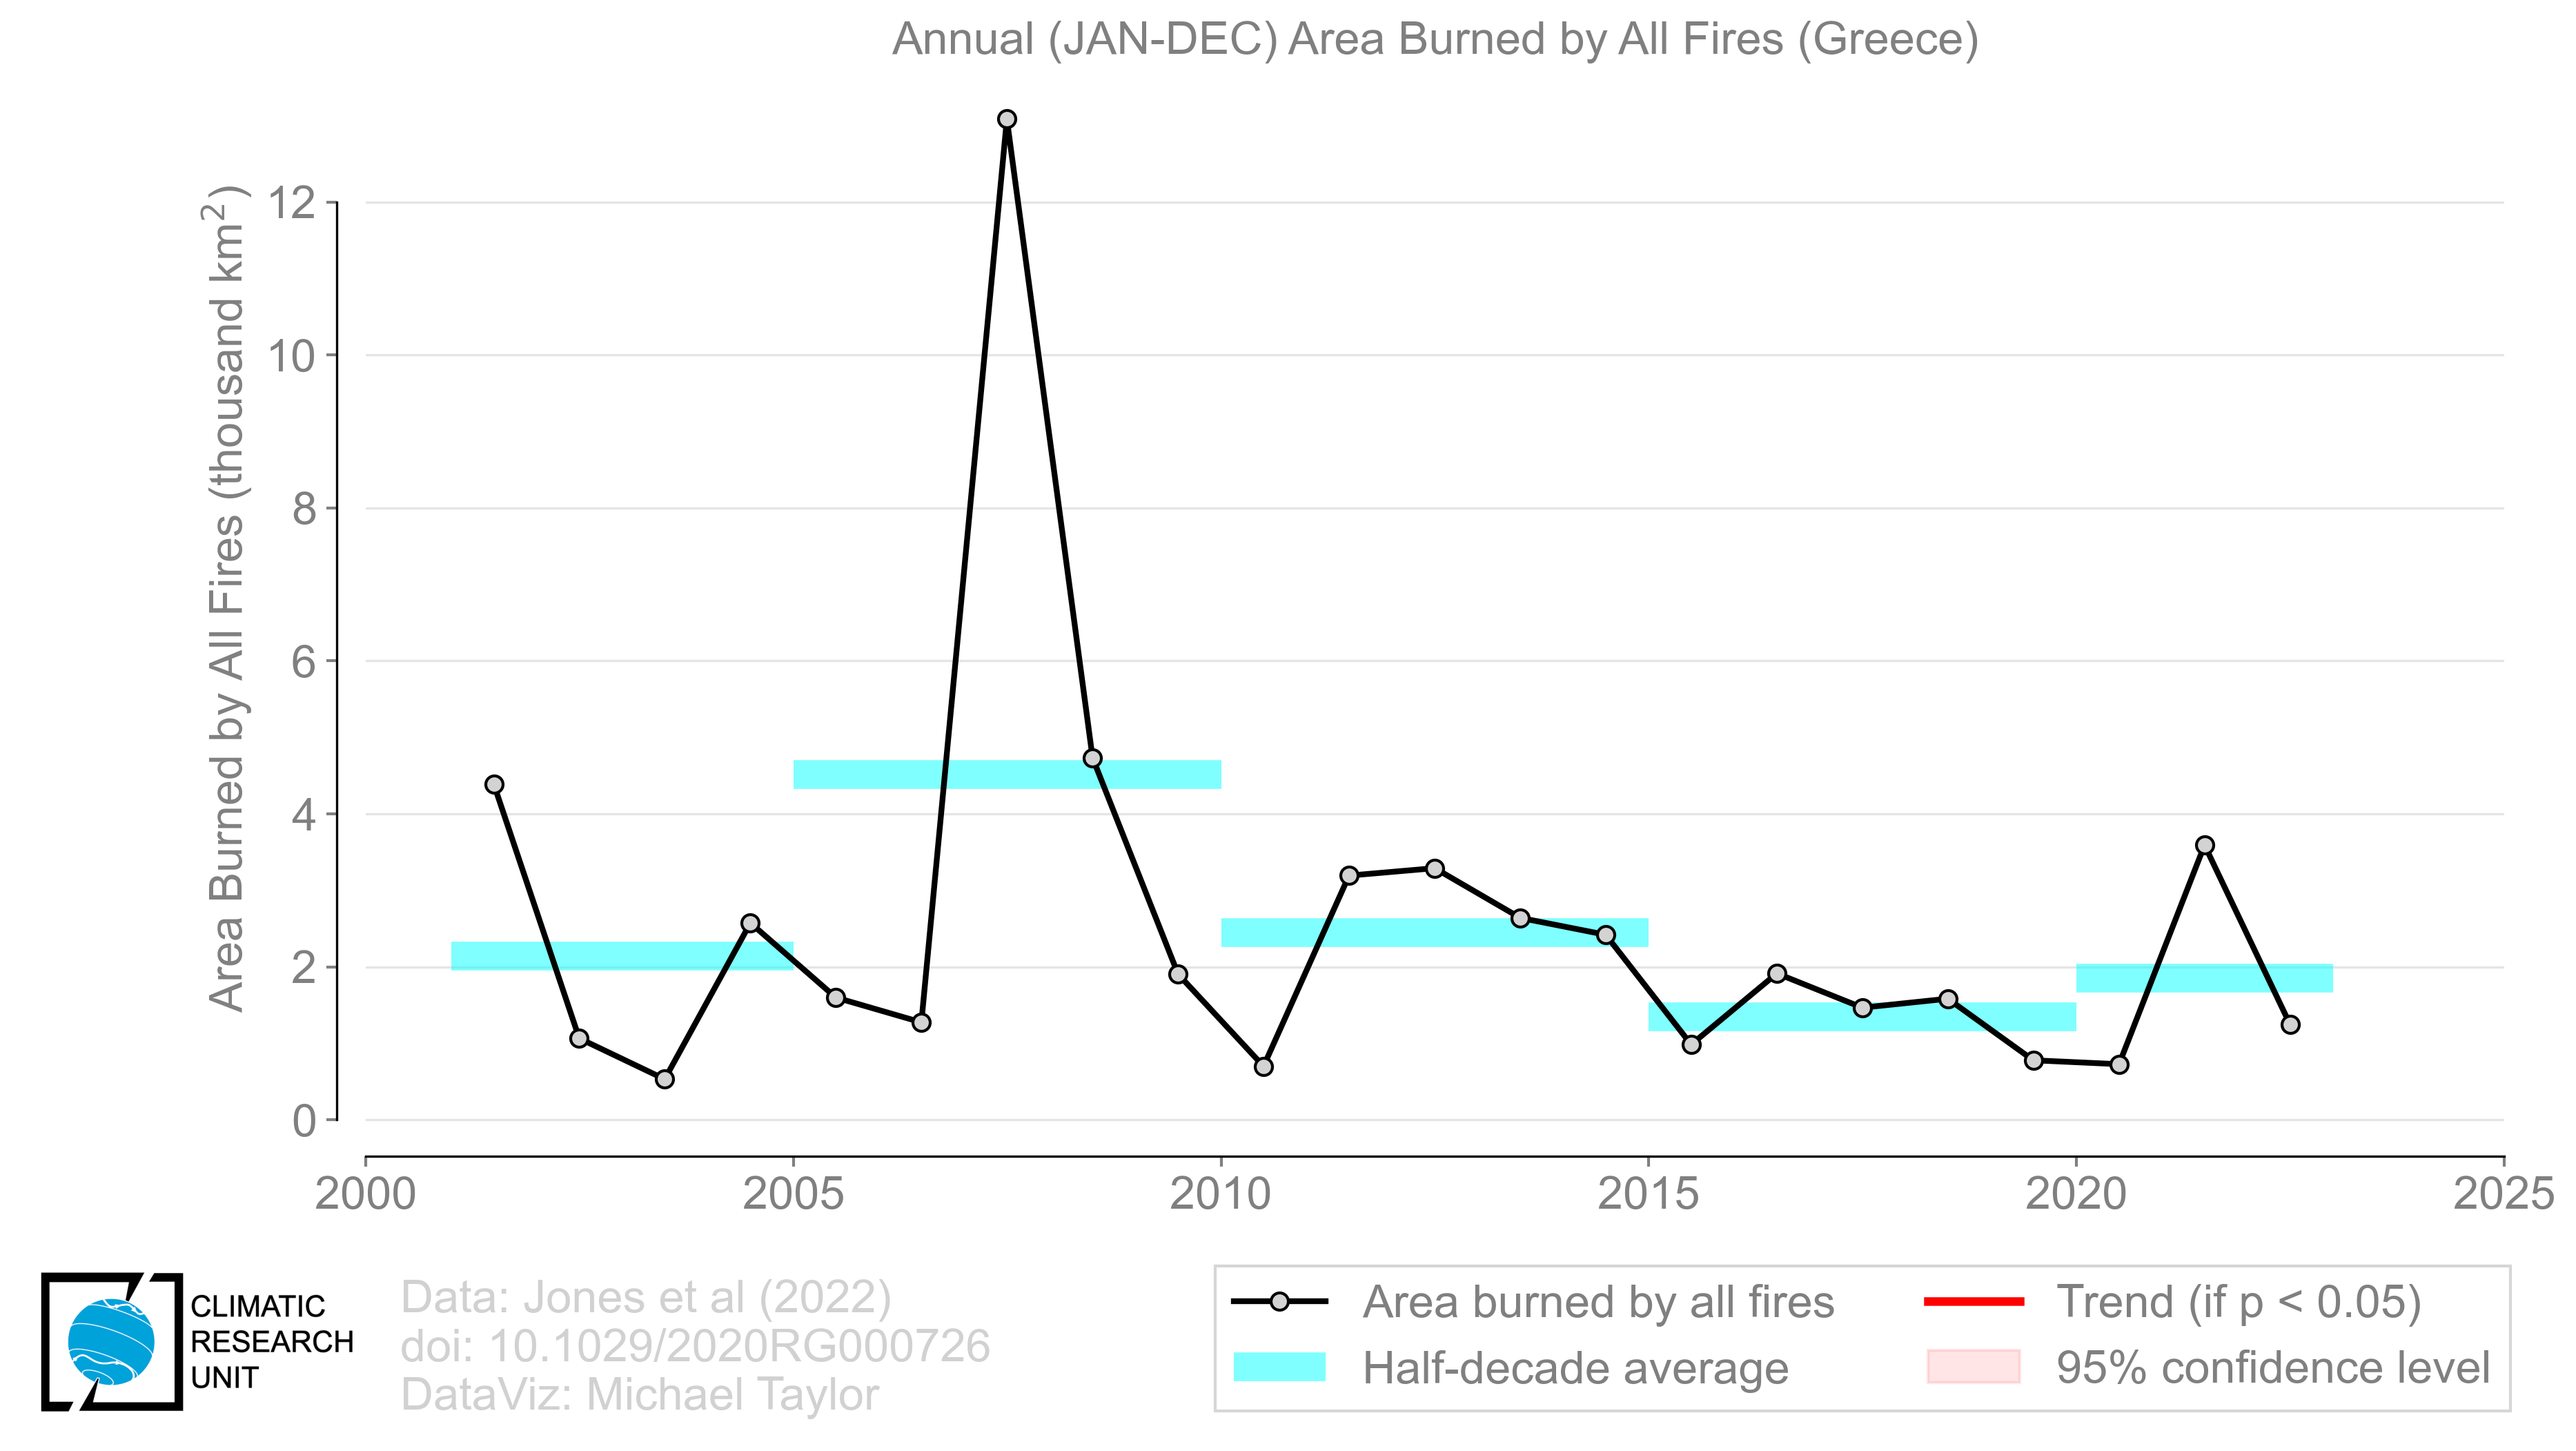 Annual (JAN-DEC) Area Burned by All Fires (Greece)
Area Burned by All Fires (thousand km²)
12
10
8
6
4
2
0
2000 2005 2010 2015 2020 2025
CLIMATIC
RESEARCH
UNIT
Data: Jones et al (2022)
doi: 10.1029/2020RG000726
DataViz: Michael Taylor
Area burned by all fires
Half-decade average
Trend (if p < 0.05)
95% confidence level